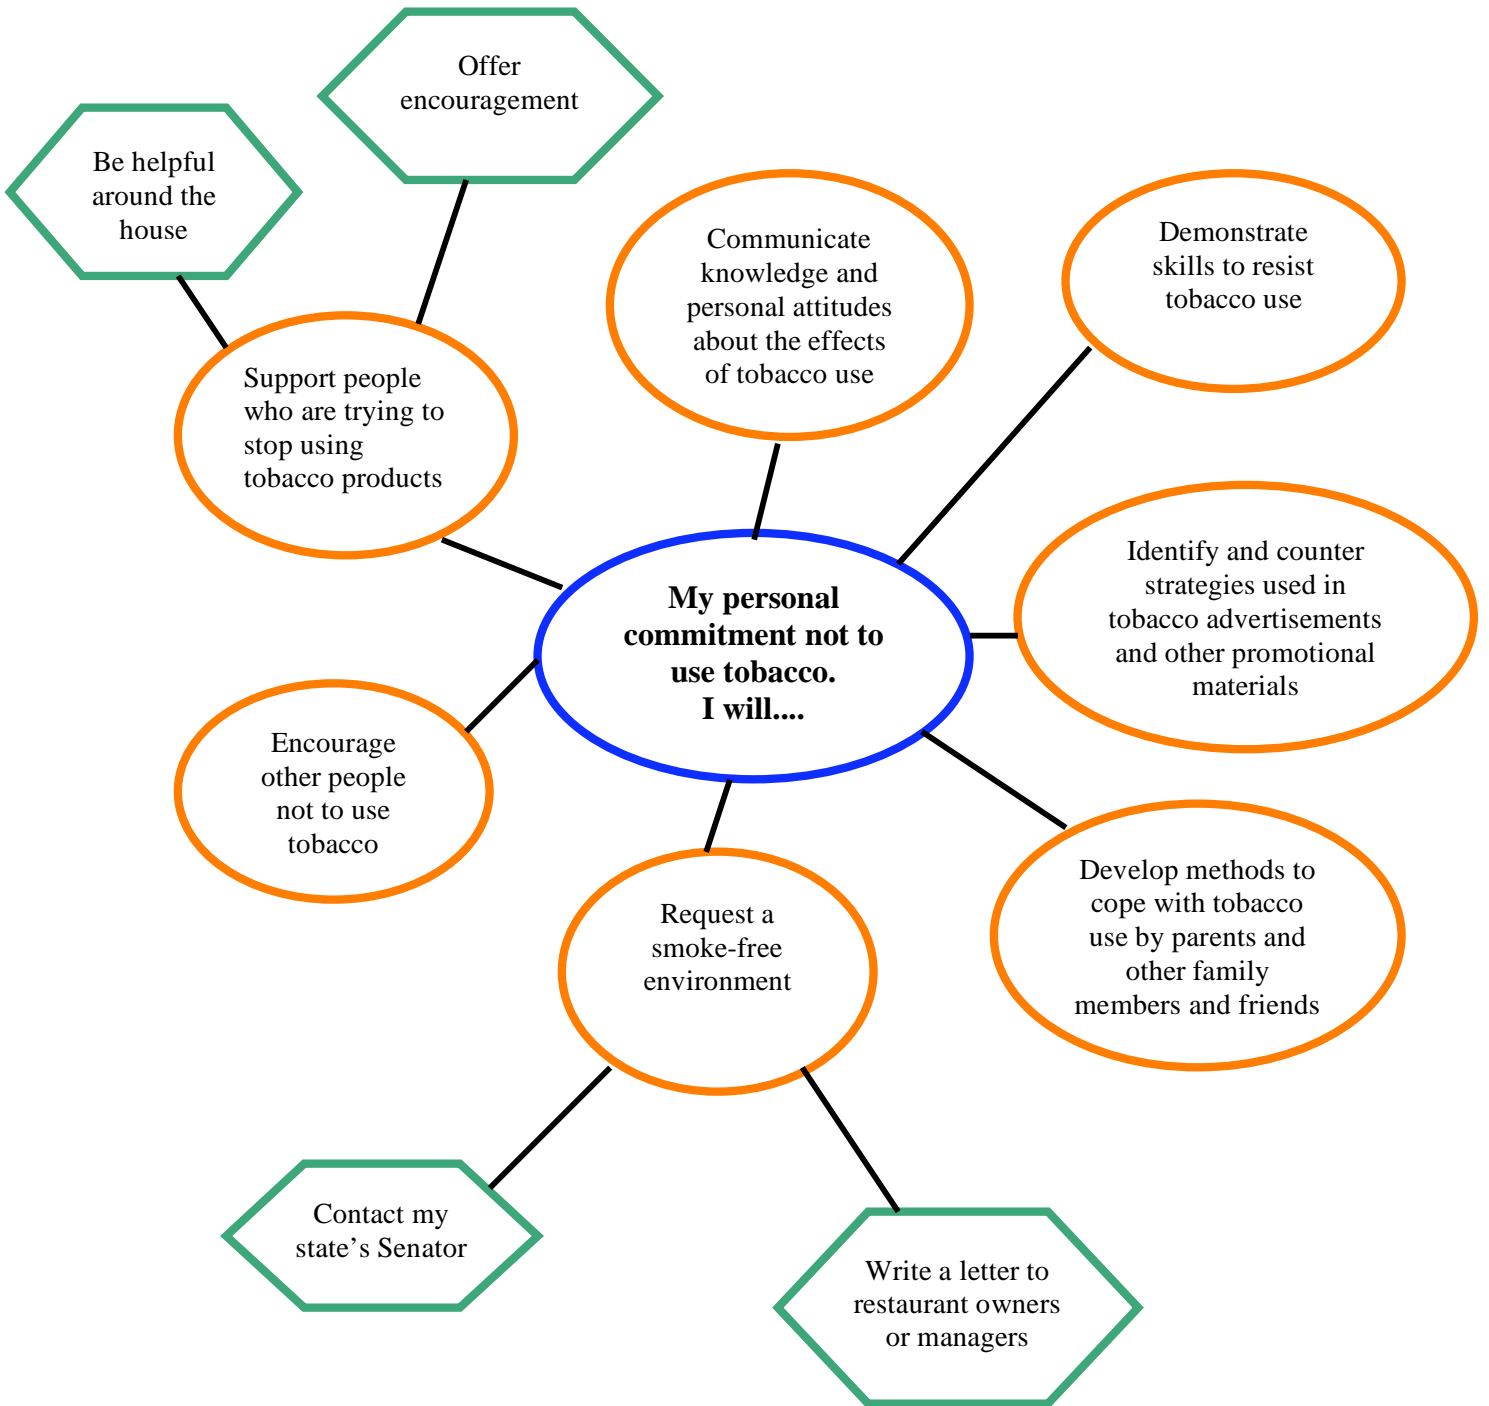 Offer
encouragement
Be helpful
around the
house
Communicate
knowledge and
personal attitudes
about the effects
of tobacco use
Demonstrate
skills to resist
tobacco use
Support people
who are trying to
stop using
tobacco products
Identify and counter
strategies used in
tobacco advertisements
and other promotional
materials
My personal
commitment not to
use tobacco.
I will....
Encourage
other people
not to use
tobacco
Develop methods to
cope with tobacco
use by parents and
other family
members and friends
Request a
smoke-free
environment
Contact my
state’s Senator
Write a letter to
restaurant owners
or managers